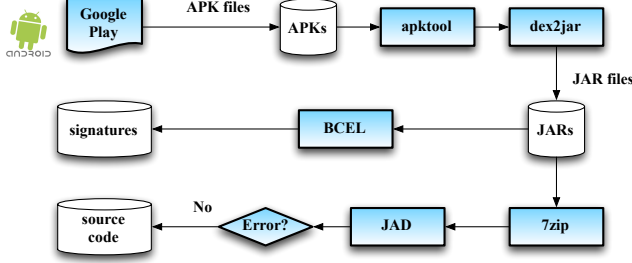 Google
Play
APK files
APKs
apktool
dex2jar
ANDROID
JAR files
signatures
BCEL
JARs
source
code
No
Error?
JAD
7zip